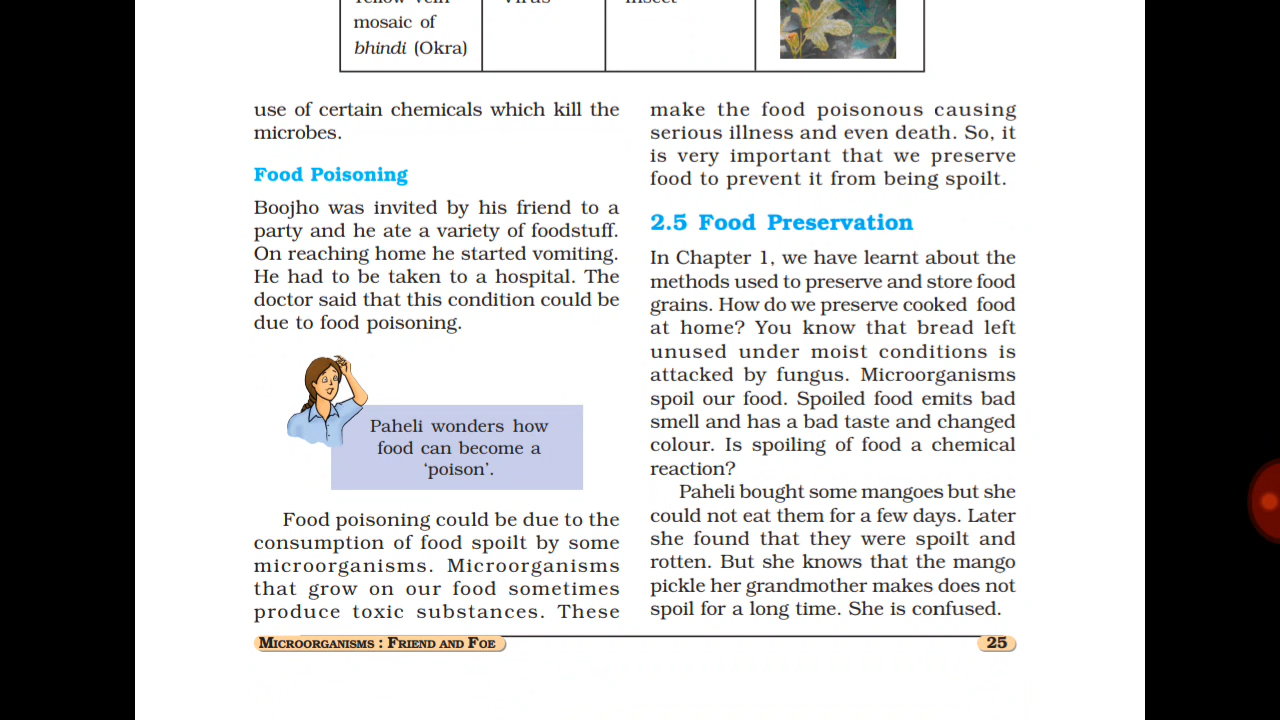 mosaic of
bhindi (Okra)
use of certain chemicals which kill the
microbes.
Food Poisoning
Boojho was invited by his friend to a
party and he ate a variety of foodstuff.
On reaching home he started vomiting.
He had to be taken to a hospital. The
doctor said that this condition could be
due to food poisoning.
Paheli wonders how
food can become a
‘poison’.
Food poisoning could be due to the
consumption of food spoilt by some
microorganisms. Microorganisms
that grow on our food sometimes
produce toxic substances. These
make the food poisonous causing
serious illness and even death. So, it
is very important that we preserve
food to prevent it from being spoilt.
2.5 Food Preservation
In Chapter 1, we have learnt about the
methods used to preserve and store food
grains. How do we preserve cooked food
at home? You know that bread left
unused under moist conditions is
attacked by fungus. Microorganisms
spoil our food. Spoiled food emits bad
smell and has a bad taste and changed
colour. Is spoiling of food a chemical
reaction?
Paheli bought some mangoes but she
could not eat them for a few days. Later
she found that they were spoilt and
rotten. But she knows that the mango
pickle her grandmother makes does not
spoil for a long time. She is confused.
MICROORGANISMS : FRIEND AND FOE
25